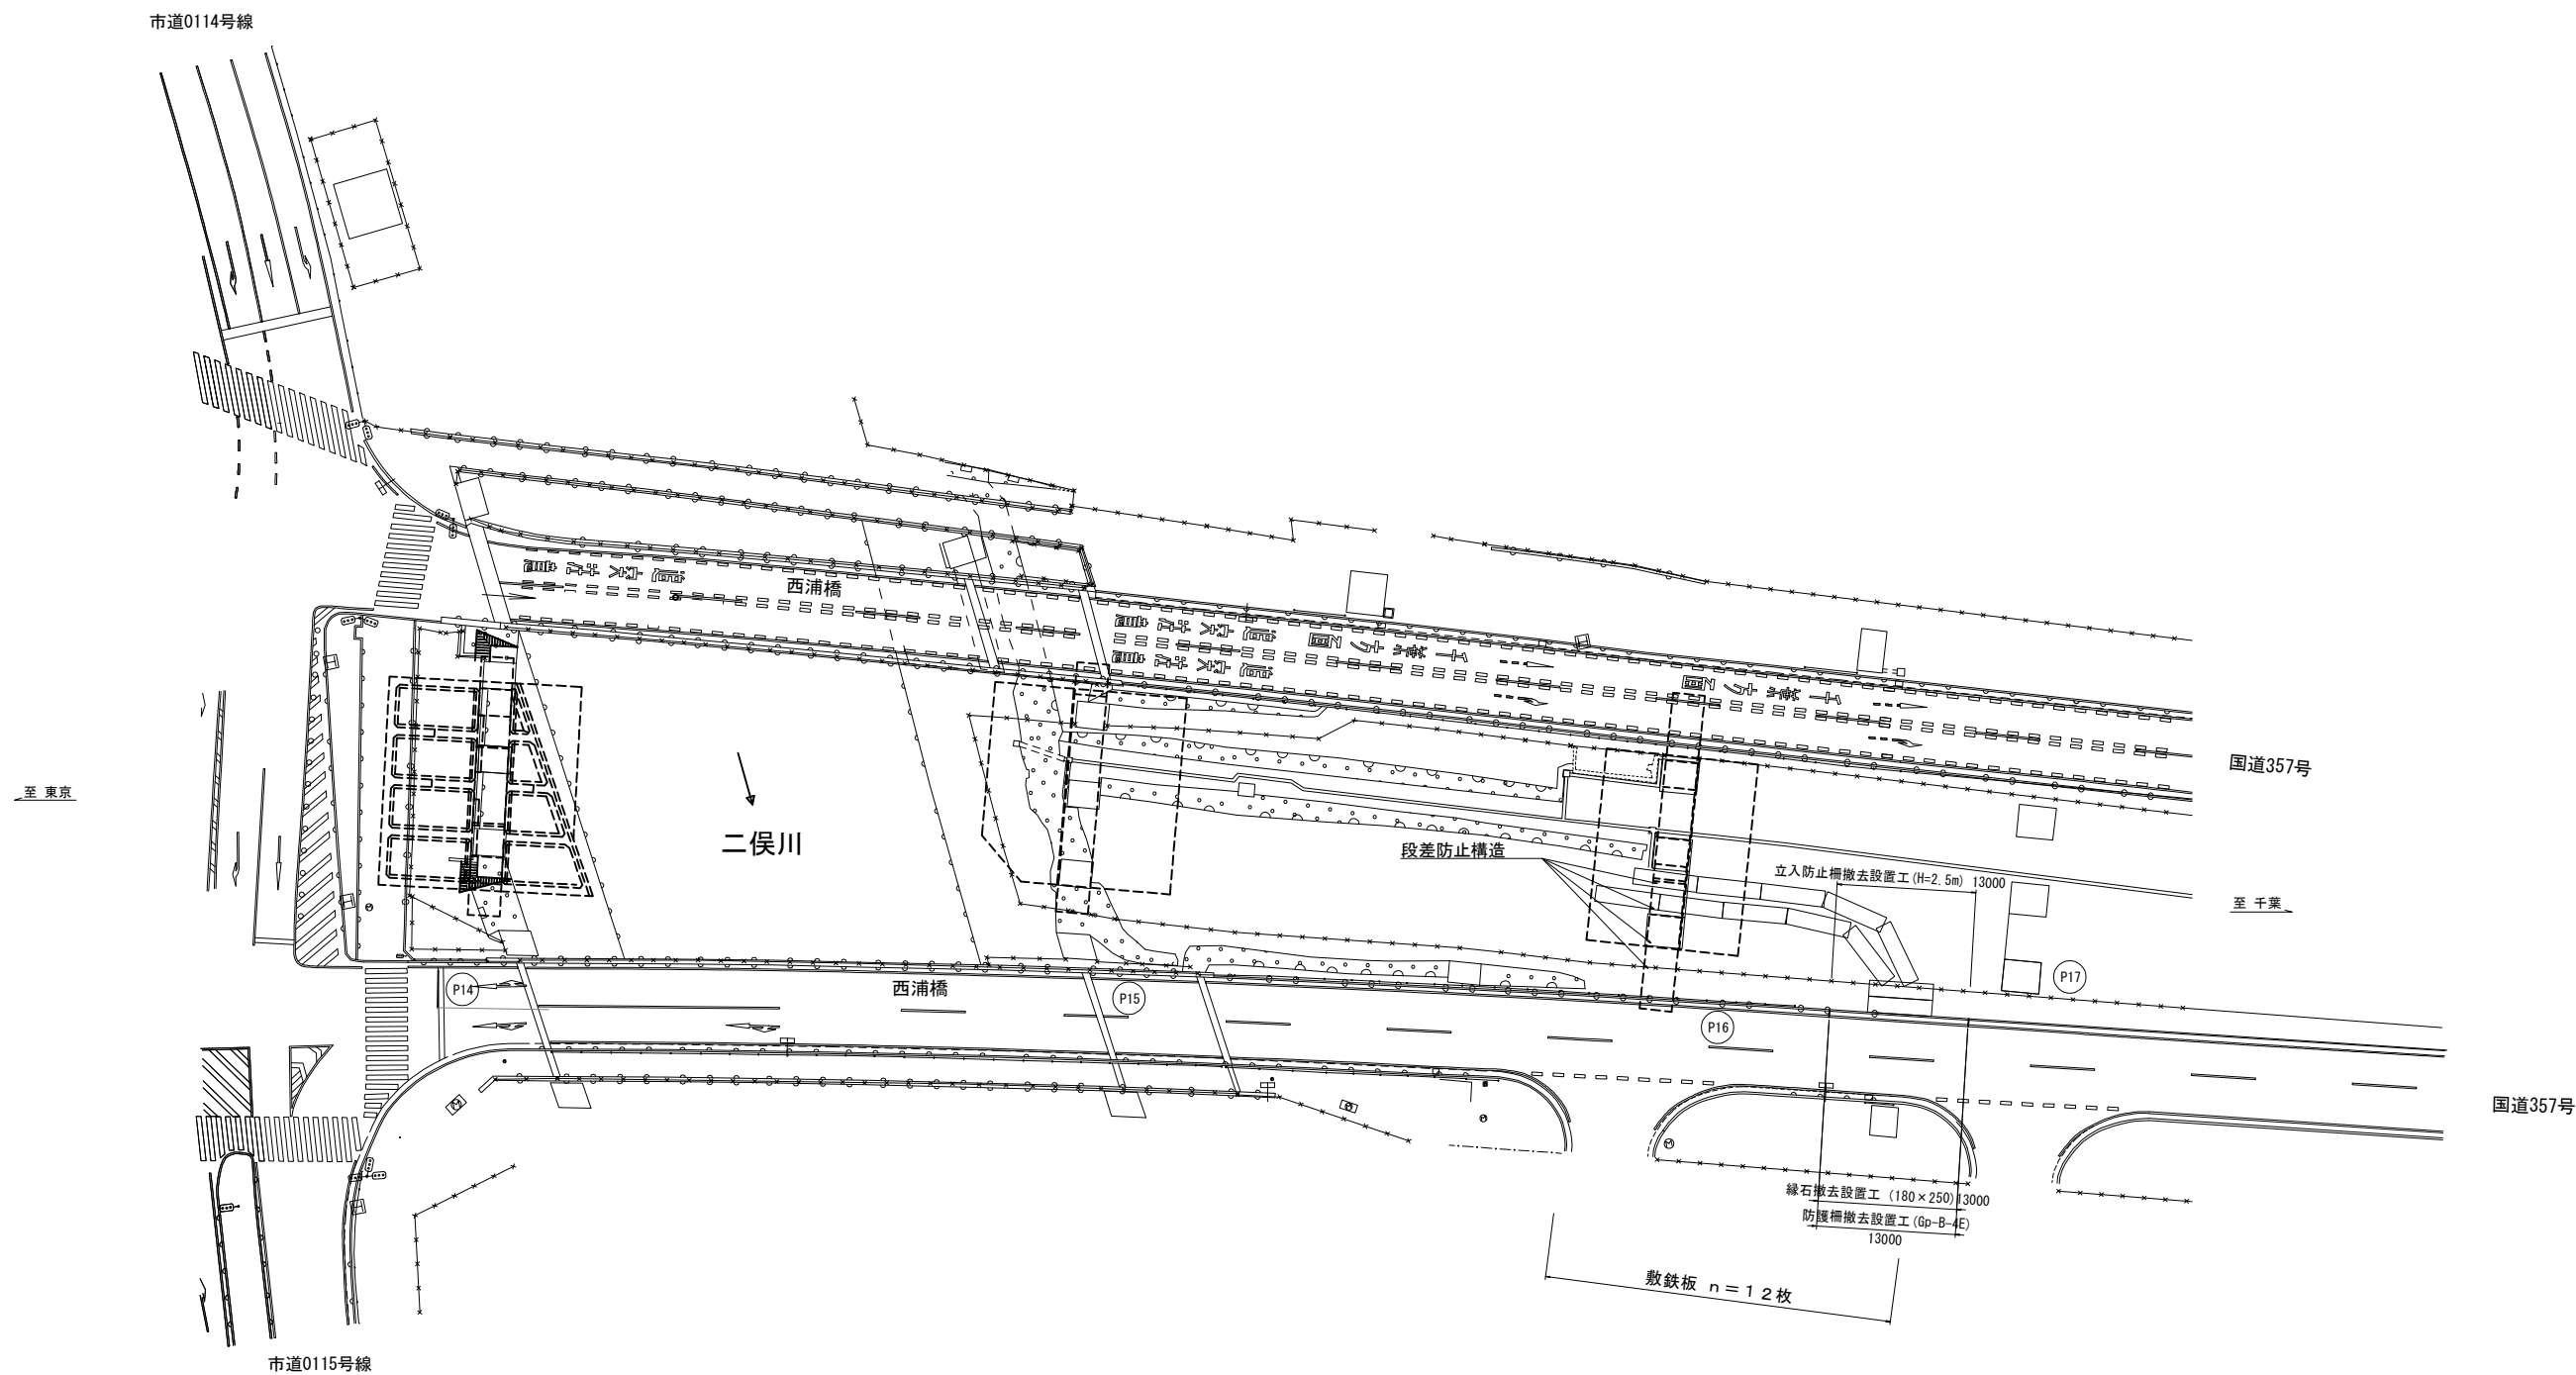 市道0114号線
西浦橋
国道357号
至 東京
二俣川
段差防止構造
立入防止柵撤去設置工(H=2.5m) 13000
至 千葉
P14
西浦橋
P15
P16
P17
国道357号
縁石撤去設置工 (180×250)13000
防護柵撤去設置工(Gp-B-4E)
13000
敷鉄板 n=12枚
市道0115号線